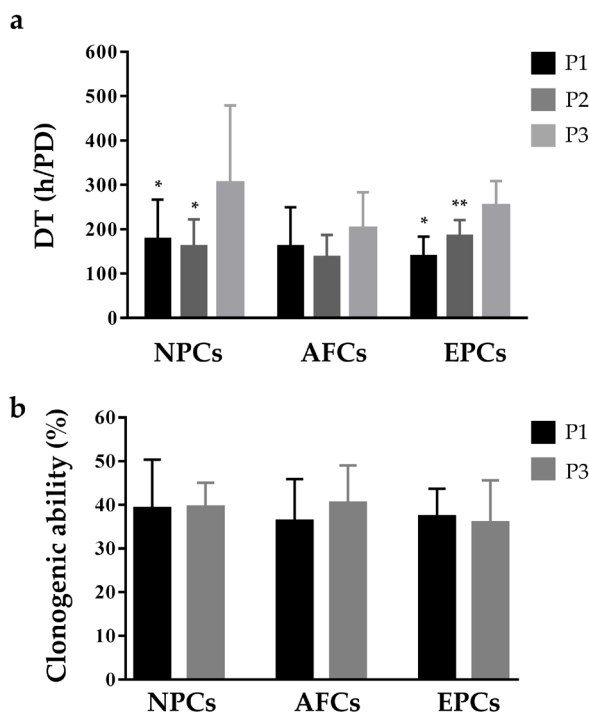 a
DT (h/PD)
600
500
400
300
200
100
0
* * * **
NPCs AFCs EPCs
P1
P2
P3
b
Clonogenic ability (%)
60
50
40
30
20
10
0
NPCs AFCs EPCs
P1
P3